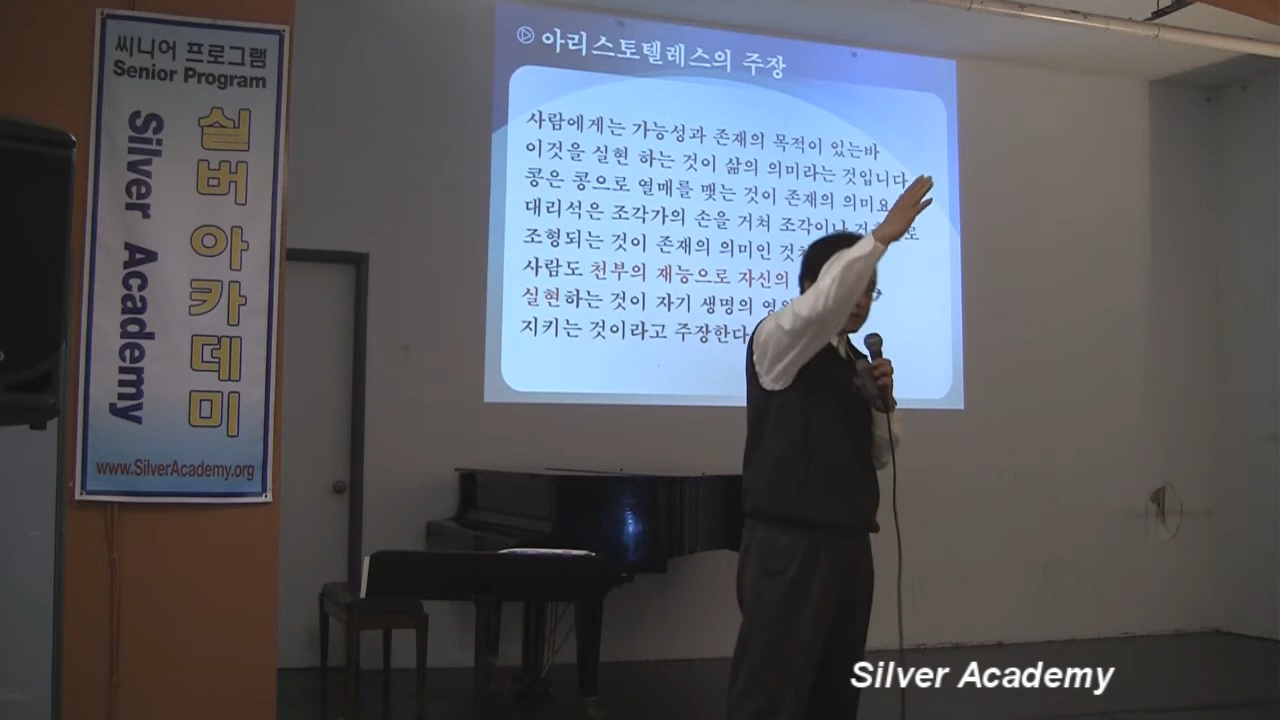 씨니어 프로그램
Senior Program
실버 아카데미
Silver Academy
www.SilverAcademy.org
아리스토텔레스의 주장
사람에게는 가능성과 존재의 목적이 있는바
이것을 실현 하는 것이 삶의 의미라는 것입니다
콩은 콩으로 열매를 맺는 것이 존재의 의미요
대리석은 조각가의 손을 거쳐 조각이나
조형되는 것이 존재의 의미인
사람도 천부의 재능으로 자신의
실현하는 것이 자기 생명의
지키는 것이라고 주장한다
Silver Academy